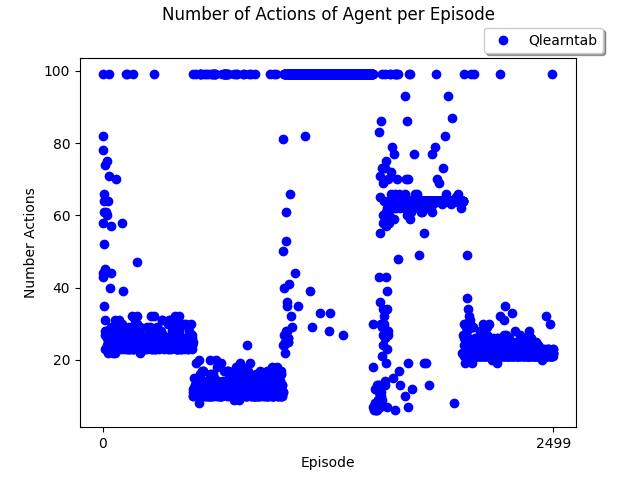 Number of Actions of Agent per Episode
Qlearntab
100
80
60
40
20
Number Actions
0
2499
Episode